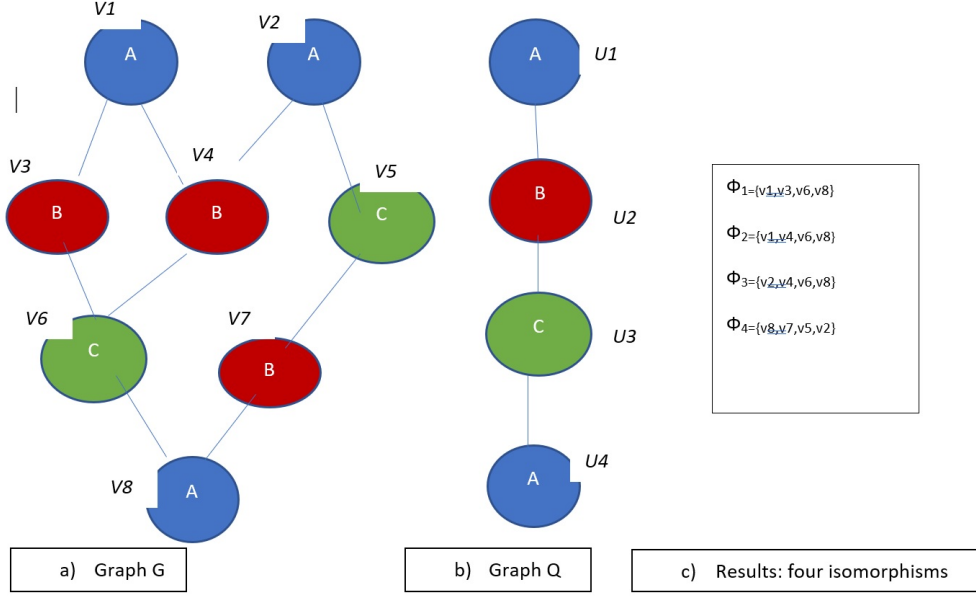 V1
V2
A
A
V3
V4
V5
B
B
C
V6
V7
C
B
V8
A
A
U1
B
U2
C
U3
A
U4
Φ1={v1,v3,v6,v8}
Φ2={v1,v4,v6,v8}
Φ3={v2,v4,v6,v8}
Φ4={v8,v7,v5,v2}
a) Graph G
b) Graph Q
c) Results: four isomorphisms